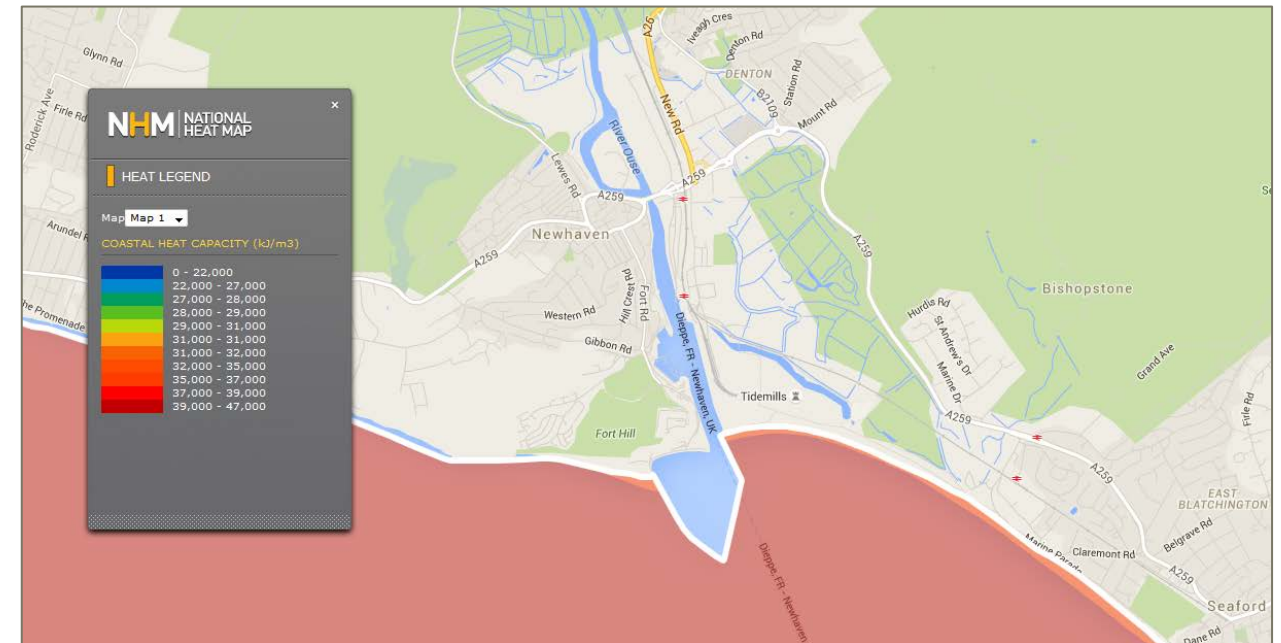 Glynn Rd
Firle Rd
Roderick Ave
Arundel R
he Promenade
NHM NATIONAL
HEAT MAP
×
HEAT LEGEND
Map Map 1
COASTAL HEAT CAPACITY (kJ/m3)
0 - 22,000
22,000 - 27,000
27,000 - 28,000
28,000 - 29,000
29,000 - 31,000
31,000 - 31,000
31,000 - 32,000
32,000 - 35,000
35,000 - 37,000
37,000 - 39,000
39,000 - 47,000
A26
Iveagh Cres
Denton Rd
DENTON
Station Rd
B2109
Mount Rd
New Rd
River Ouse
Lewes Rd
A259
A259
Newhaven
A259
A259
Se
Bishopstone
Hill Crest Rd
Fort Rd
Western Rd
Gibbon Rd
Dieppe, FR - Newhaven, UK
Hurdis Rd
St Andrew's Dr
Marine Dr
Grand Ave
Tidemills
Firle Rd
A259
Fort Hill
A259
EAST
BLATCHINGTON
Belgrave Rd
Marine Parade
Claremont Rd
A259
Dieppe, FR - Newhaven
Seaford
Dane Rd